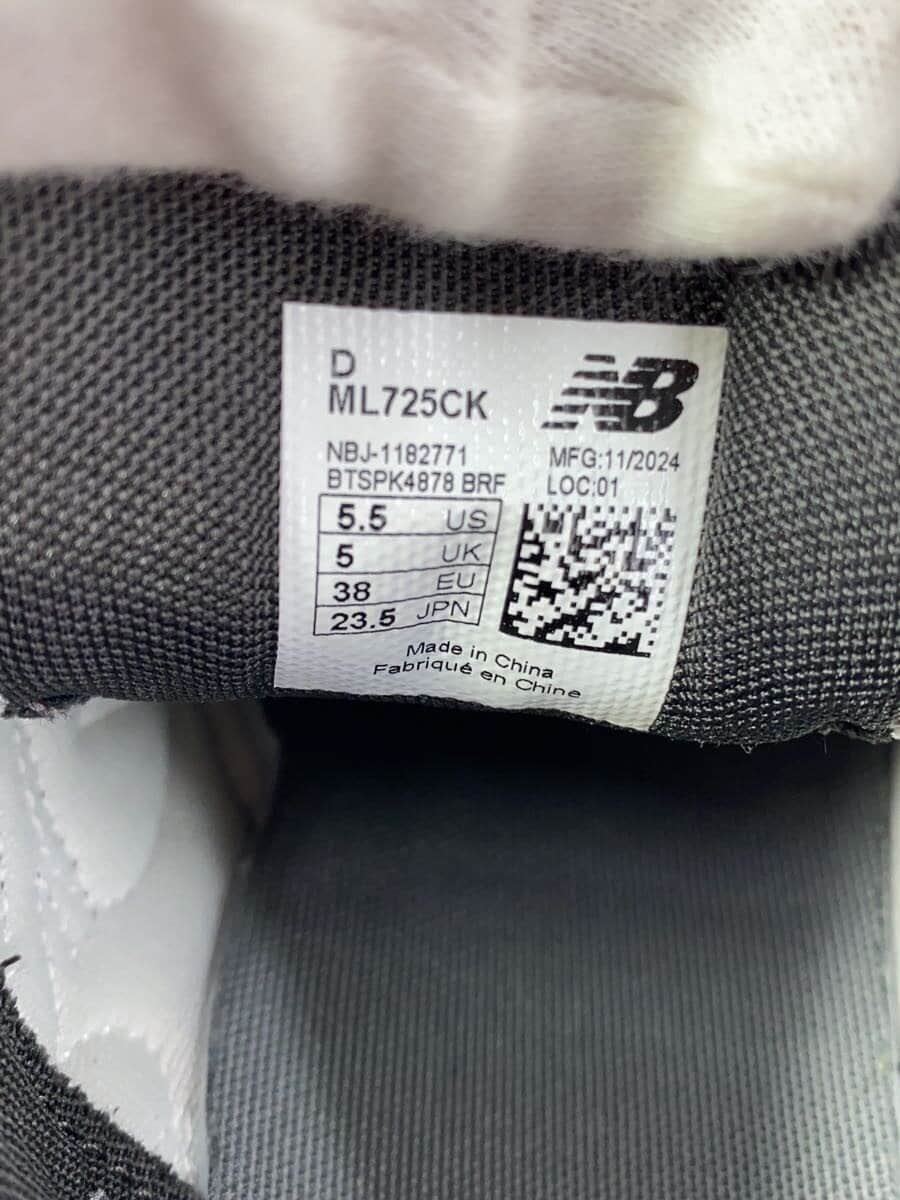 D
ML725CK
NB
NBJ-1182771
MFG:11/2024
BTSPK4878 BRF
LOC:01
5.5 US
5 UK
38 EU
23.5 JPN
Made in China
Fabriqué en Chine